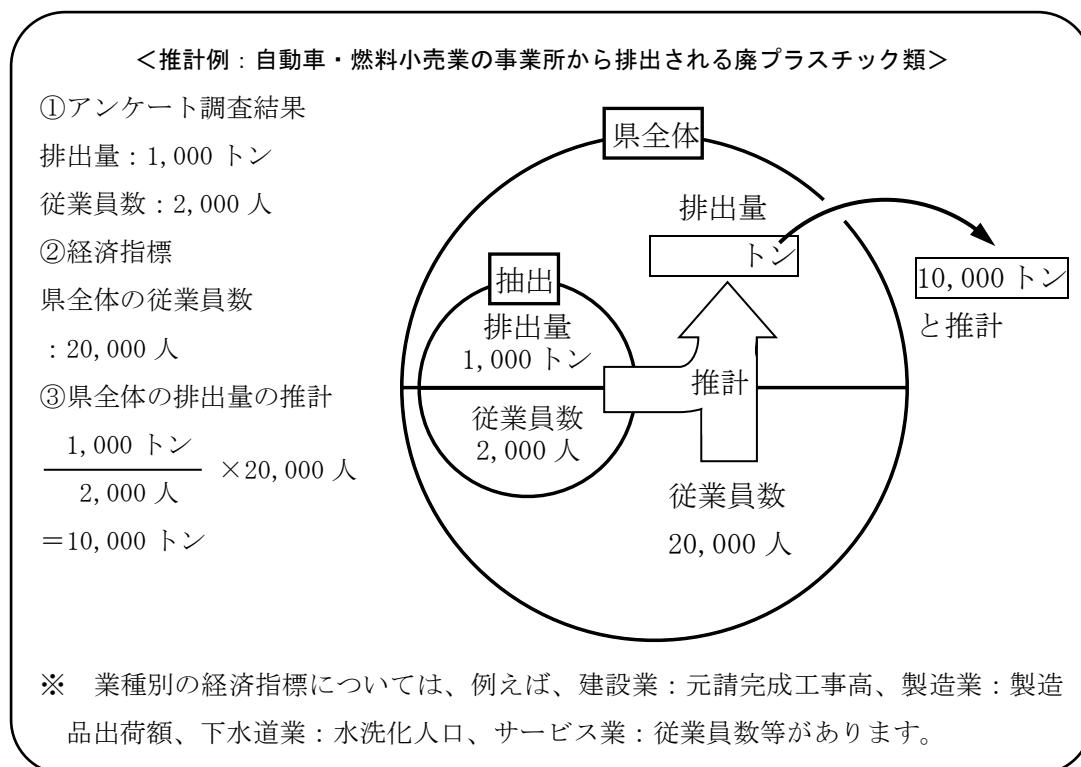 ＜推計例：自動車・燃料小売業の事業所から排出される廃プラスチック類＞
①アンケート調査結果
排出量：1,000 トン
従業員数：2,000 人
②経済指標
県全体の従業員数
：20,000 人
③県全体の排出量の推計
1,000 トン
2,000 人
×20,000 人
＝10,000 トン
県全体
排出量
トン
10,000 トン
と推計
抽出
排出量
1,000 トン
従業員数
2,000 人
推計
従業員数
20,000 人
※　業種別の経済指標については、例えば、建設業：元請完成工事高、製造業：製造
品出荷額、下水道業：水洗化人口、サービス業：従業員数等があります。